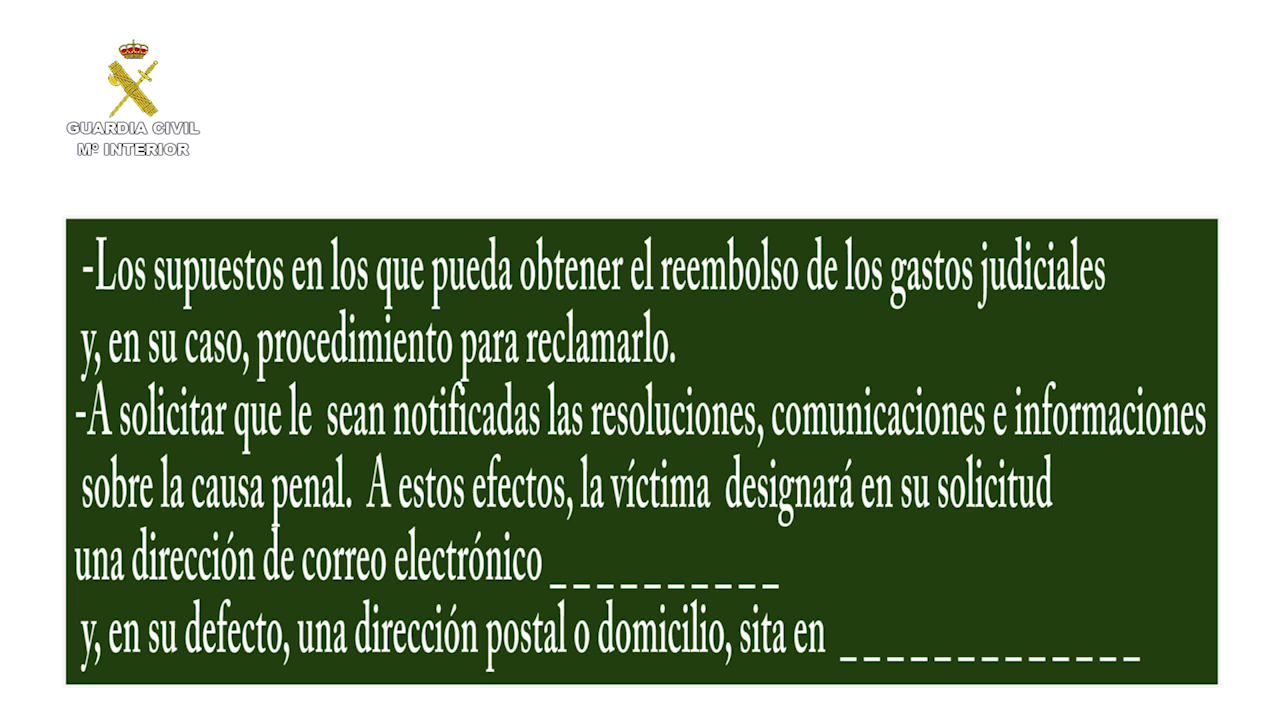 GUARDIA CIVIL
Mº INTERIOR
-Los supuestos en los que pueda obtener el reembolso de los gastos judiciales
y, en su caso, procedimiento para reclamarlo.
-A solicitar que le sean notificadas las resoluciones, comunicaciones e informaciones
sobre la causa penal. A estos efectos, la víctima designará en su solicitud
una dirección de correo electrónico _ _ _ _ _ _ _ _ _ _
y, en su defecto, una dirección postal o domicilio, sita en _ _ _ _ _ _ _ _ _ _ _ _ _